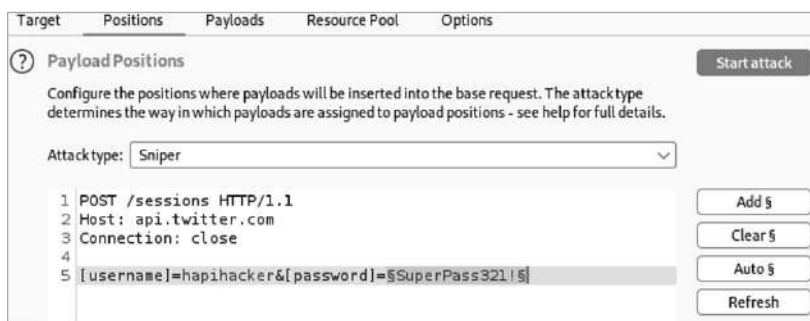 Target Positions Payloads Resource Pool Options
? Payload Positions Start attack
Configure the positions where payloads will be inserted into the base request. The attack type
determines the way in which payloads are assigned to payload positions - see help for full details.
Attack type: Sniper
1 POST /sessions HTTP/1.1 Add §
2 Host: api.twitter.com
3 Connection: close Clear §
4
5 [username]=hapihacker&[password]=§SuperPass321!§ Auto §
Refresh